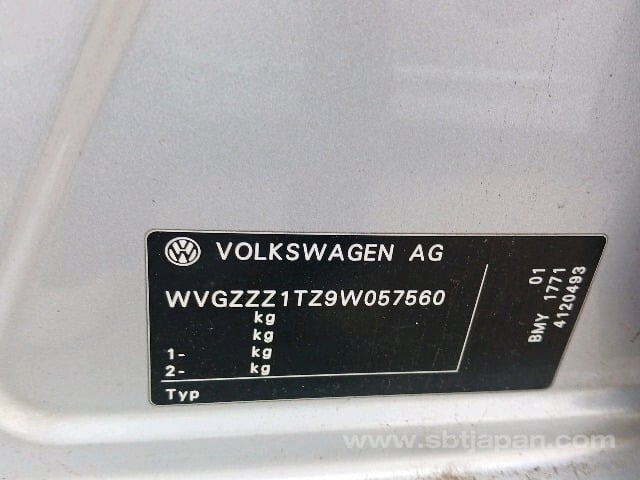 VOLKSWAGEN AG
WVGZZZ1TZ9W057560
kg
kg
1- kg
2- kg
Typ
01
BMY 1771
4120493
www.sbtjapan.com